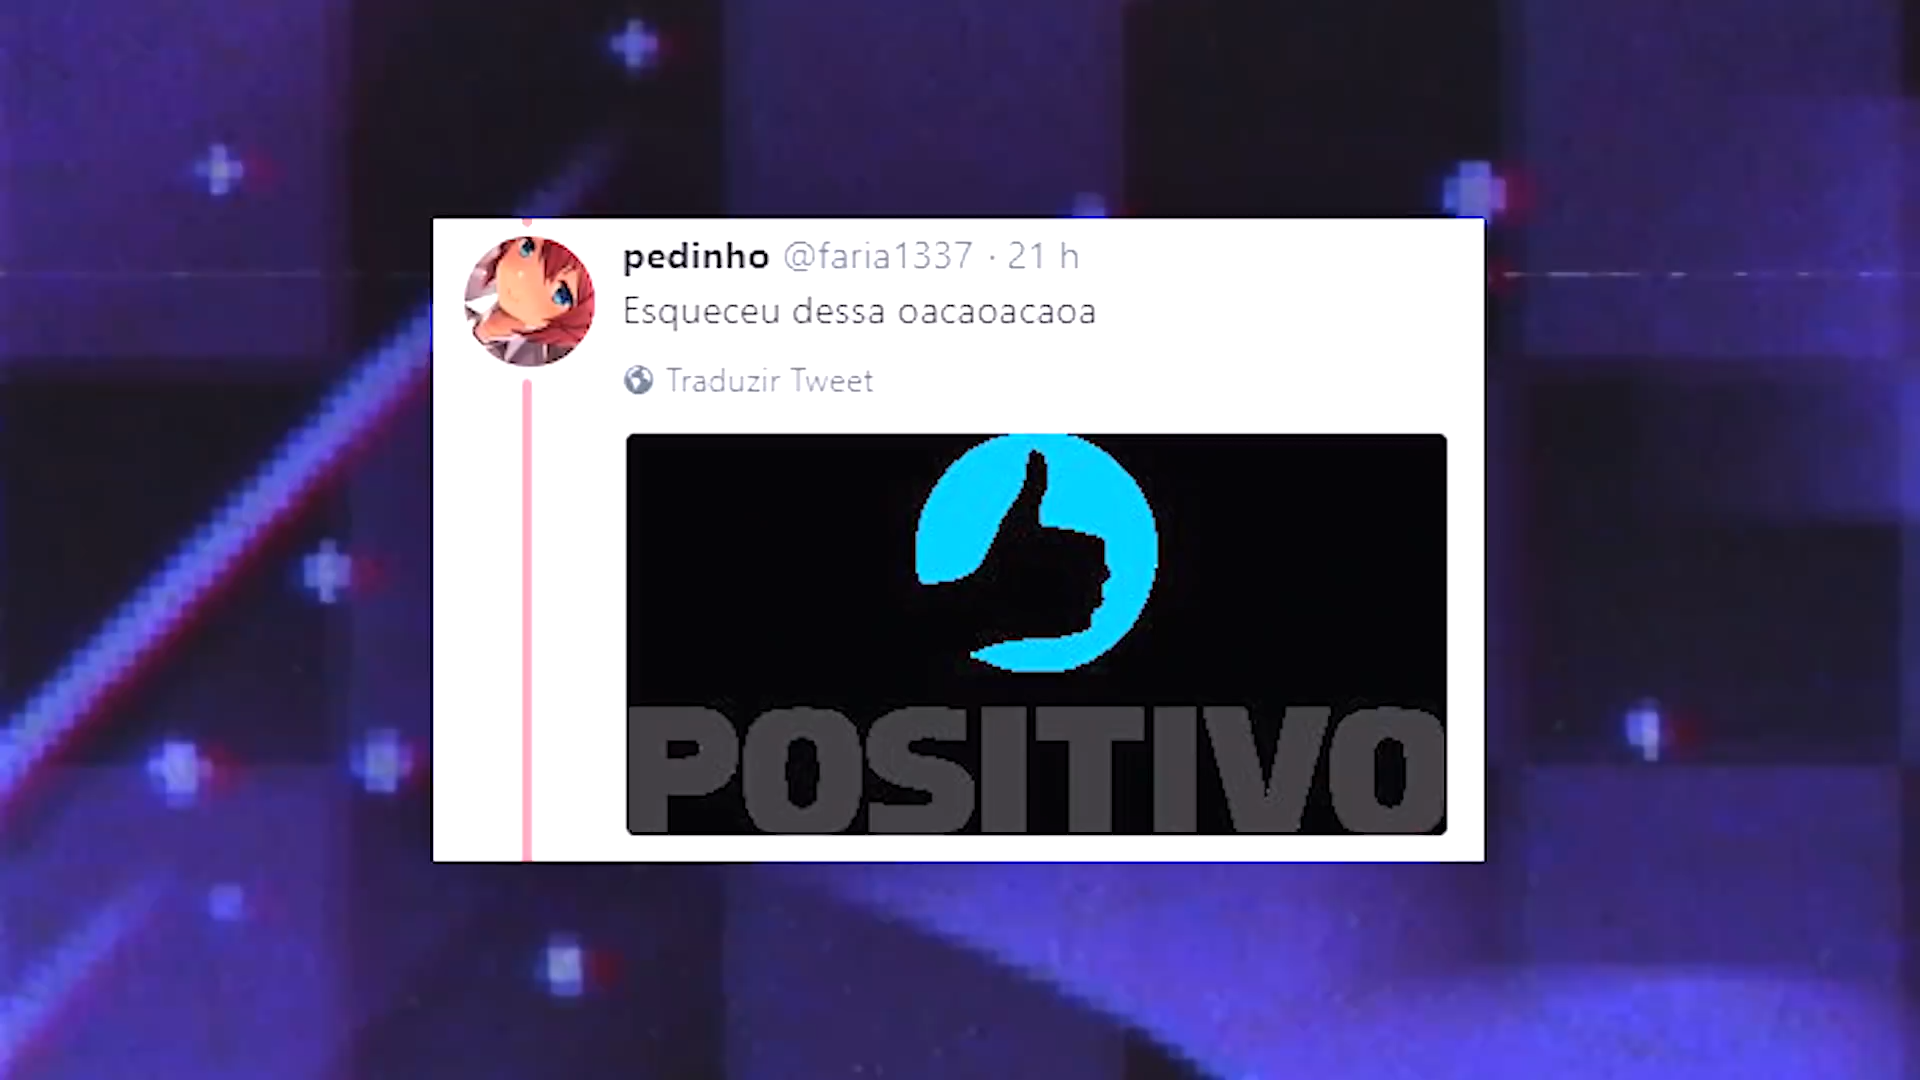 pedinho @faria1337 · 21 h
Esqueceu dessa oacaoacaoa
Traduzir Tweet
POSITIVO